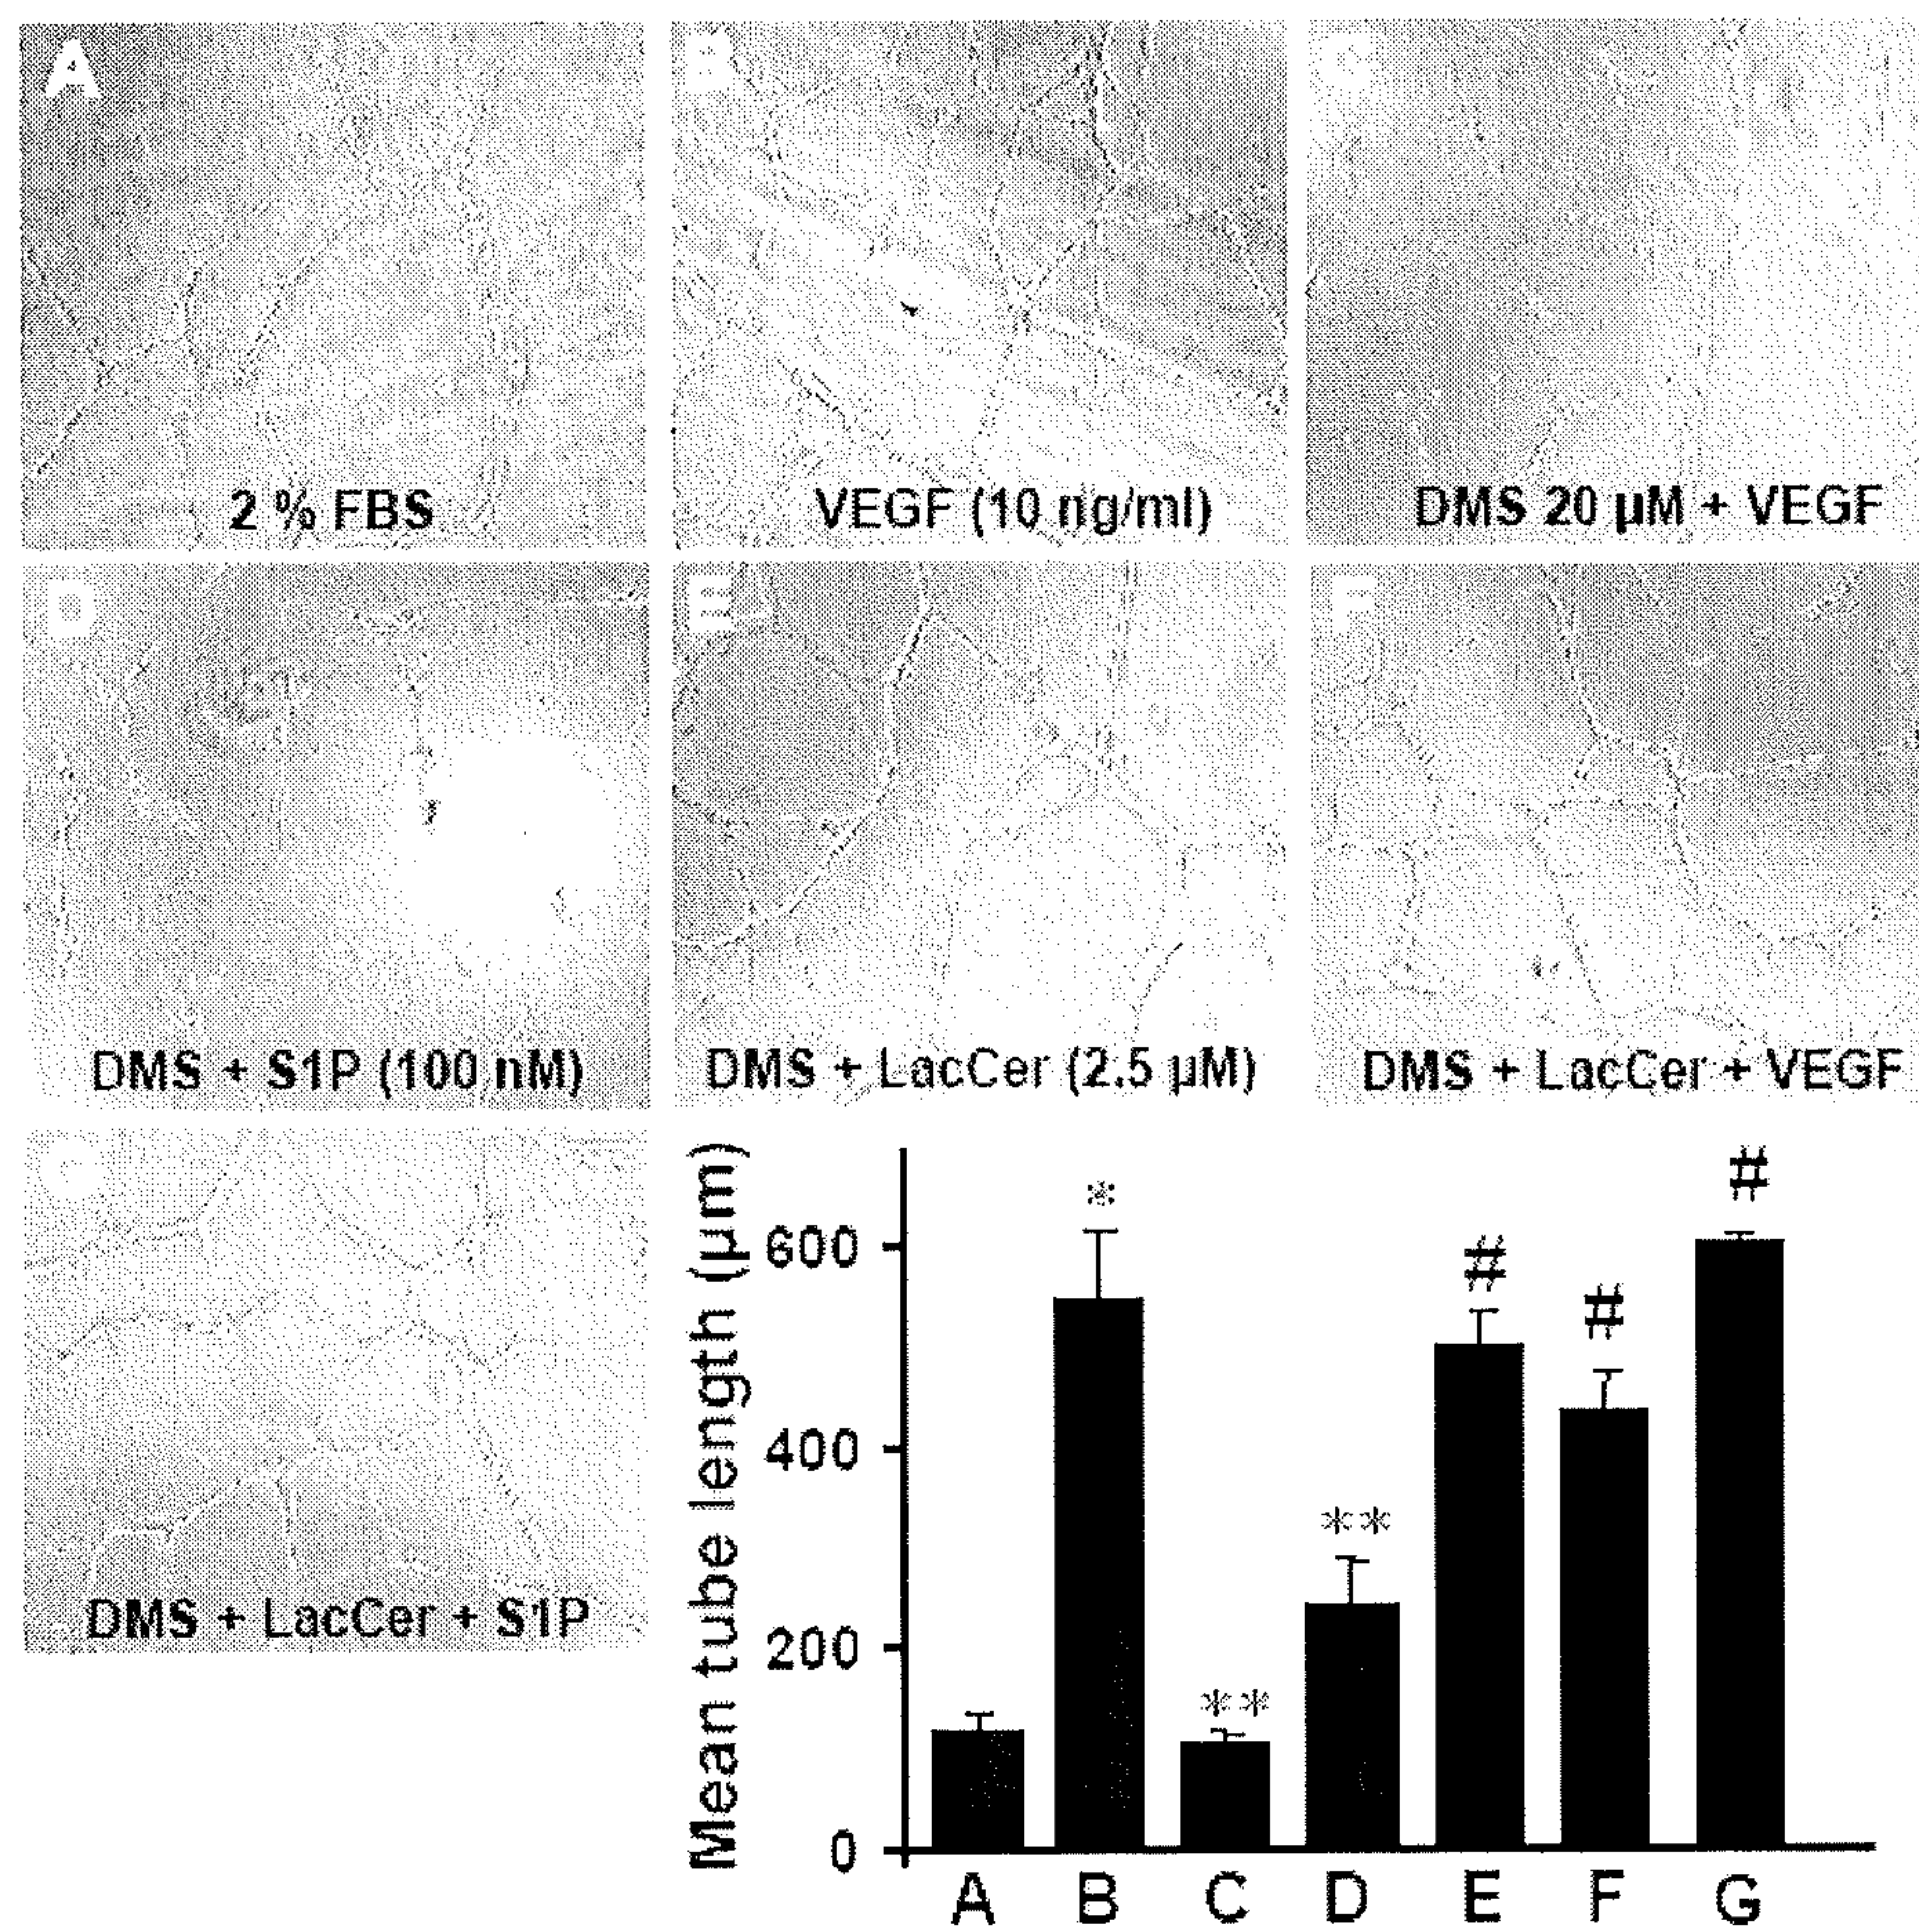 A
B
C
2 % FBS
VEGF (10 ng/ml)
DMS 20 µM + VEGF
D
E
F
DMS + S1P (100 nM)
DMS + LacCer (2.5 µM)
DMS + LacCer + VEGF
G
DMS + LacCer + S1P
Mean tube length (µm)
600
400
200
0
*
**
**
#
#
#
A B C D E F G